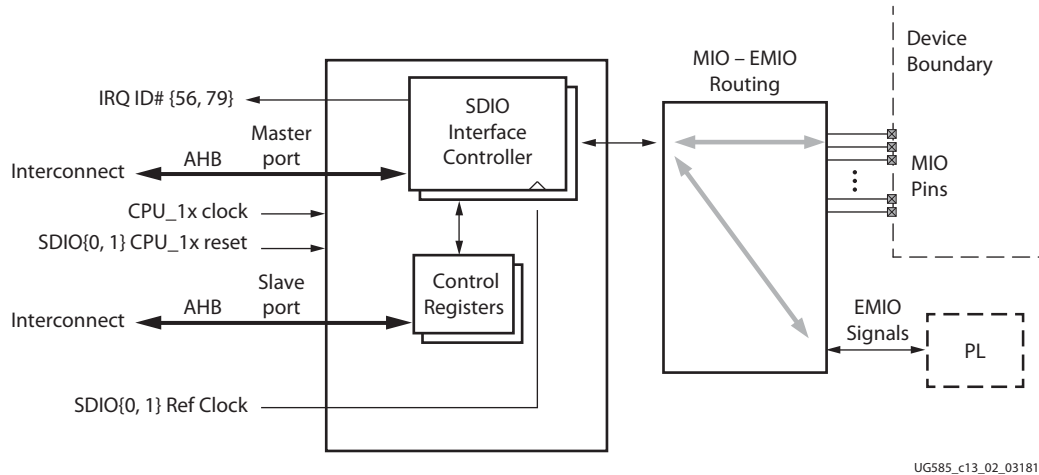 Device
Boundary
MIO – EMIO
Routing
IRQ ID# {56, 79}
SDIO
Interface
Controller
Master
port
AHB
Interconnect
MIO
Pins
CPU_1x clock
SDIO{0, 1} CPU_1x reset
Control
Registers
Slave
port
AHB
Interconnect
EMIO
Signals
PL
SDIO{0, 1} Ref Clock
UG585_c13_02_03181